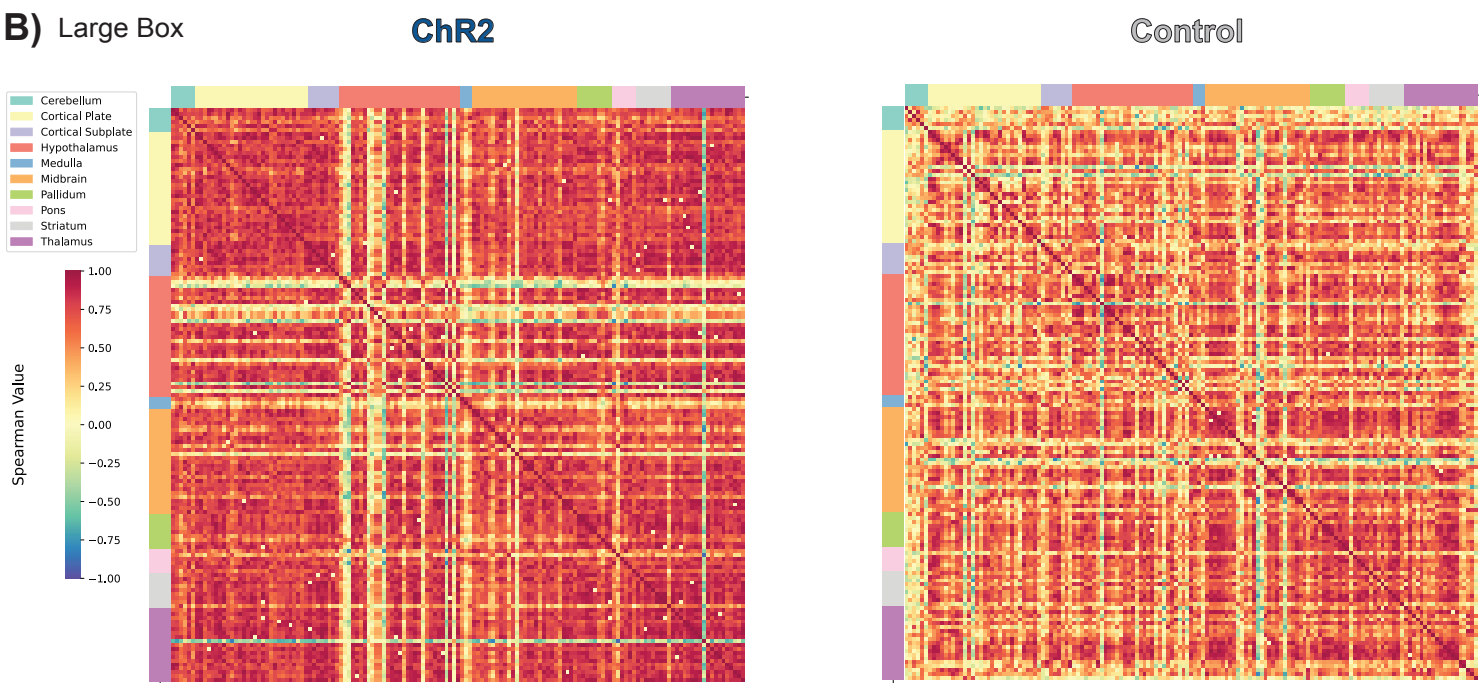 B) Large Box
ChR2
Control
Cerebellum
Cortical Plate
Cortical Subplate
Hypothalamus
Medulla
Midbrain
Pallidum
Pons
Striatum
Thalamus
Spearman Value
1.00
0.75
0.50
0.25
0.00
−0.25
−0.50
−0.75
−1.00